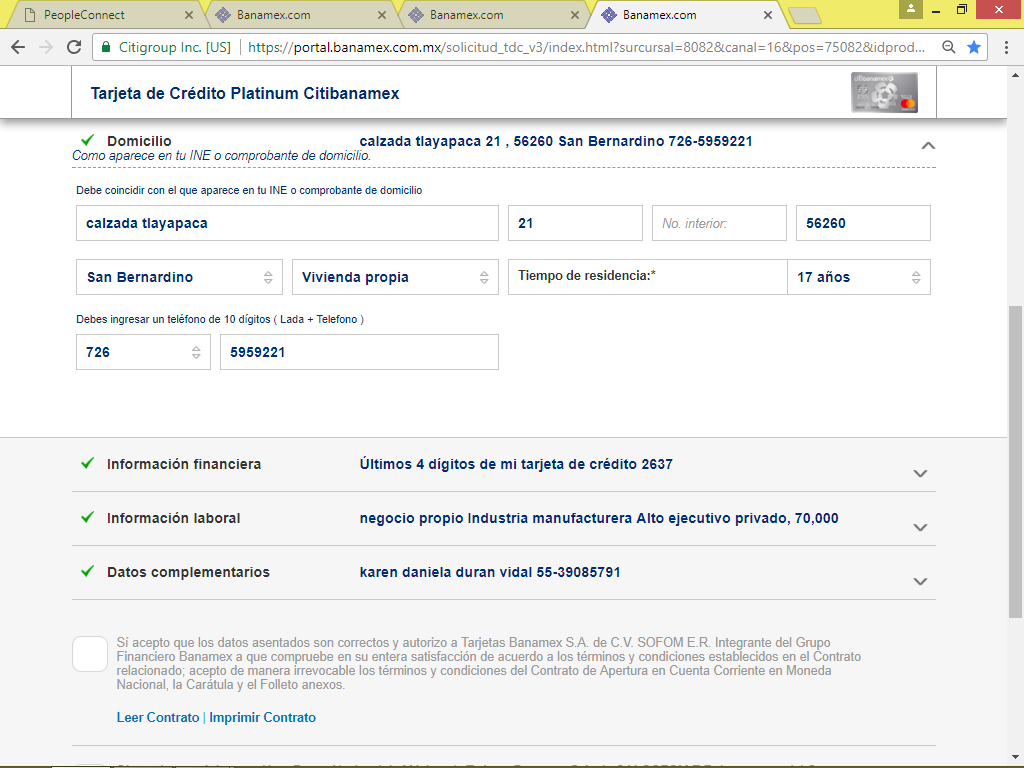 PeopleConnect
Banamex.com
Banamex.com
Banamex.com
Citigroup Inc. [US]
https://portal.banamex.com.mx/solicitud_tdc_v3/index.html?surcursal=8082&canal=16&pos=75082&idprod...
Tarjeta de Crédito Platinum Citibanamex
Domicilio
calzada tlayapaca 21 , 56260 San Bernardino 726-5959221
Como aparece en tu INE o comprobante de domicilio.
Debe coincidir con el que aparece en tu INE o comprobante de domicilio
calzada tlayapaca
21
No. interior:
56260
San Bernardino
Vivienda propia
Tiempo de residencia:*
17 años
Debes ingresar un teléfono de 10 dígitos ( Lada + Telefono )
726
5959221
Información financiera
Últimos 4 dígitos de mi tarjeta de crédito 2637
Información laboral
negocio propio Industria manufacturera Alto ejecutivo privado, 70,000
Datos complementarios
karen daniela duran vidal 55-39085791
Sí acepto que los datos asentados son correctos y autorizo a Tarjetas Banamex S.A. de C.V. SOFOM E.R. Integrante del Grupo
Financiero Banamex a que compruebe en su entera satisfacción de acuerdo a los términos y condiciones establecidos en el Contrato
relacionado; acepto de manera irrevocable los términos y condiciones del Contrato de Apertura en Cuenta Corriente en Moneda
Nacional, la Carátula y el Folleto anexos.
Leer Contrato | Imprimir Contrato